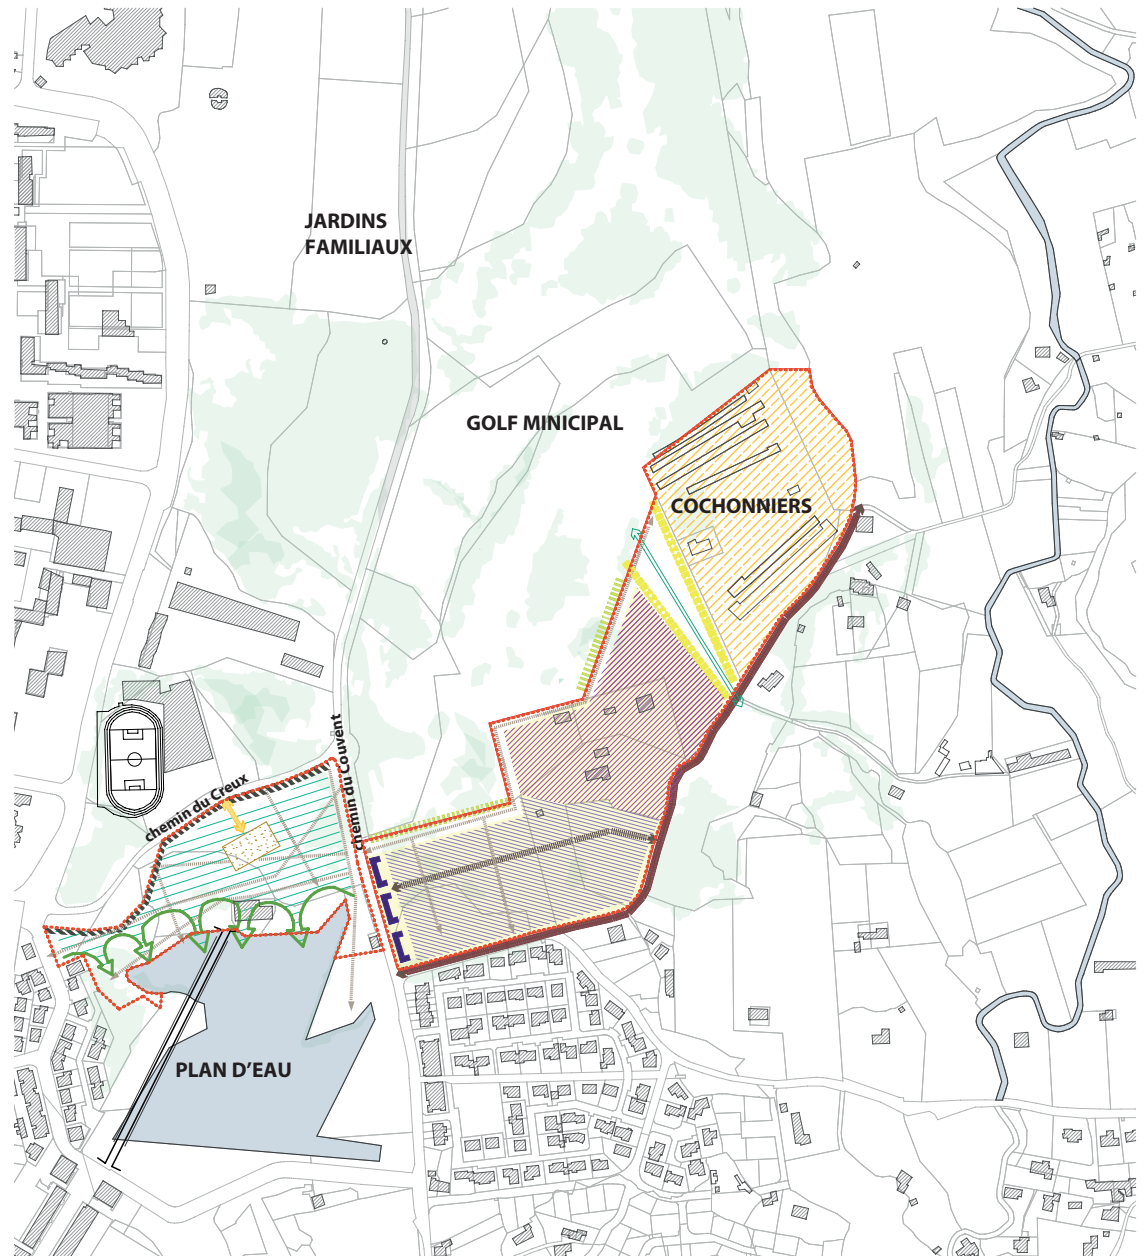 JARDINS
FAMILIAUX
GOLF MINICIPAL
COCHONNIERS
chemin du Couvent
chemin du Creux
PLAN D'EAU